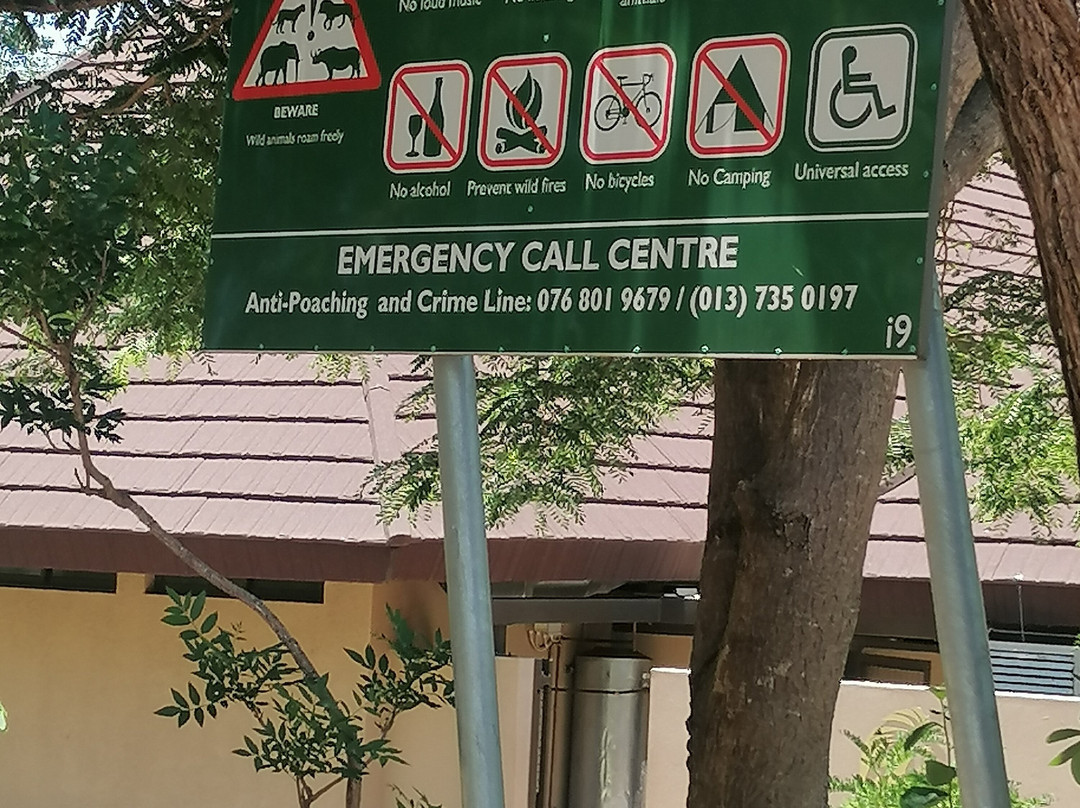 No loud music
animals
BEWARE
Wild animals roam freely
No alcohol
Prevent wild fires
No bicycles
No Camping
Universal access
EMERGENCY CALL CENTRE
Anti-Poaching and Crime Line: 076 801 9679 / (013) 735 0197
i9